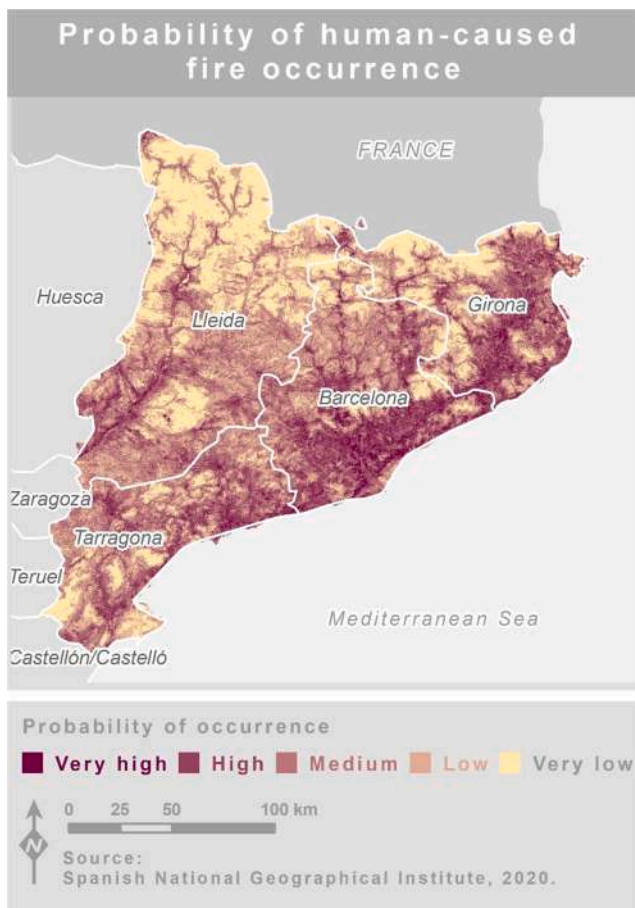 Probability of human-caused
fire occurrence
FRANCE
Huesca
Lleida
Girona
Barcelona
Zaragoza
Tarragona
Teruel
Mediterranean Sea
Castellón/Castelló
Probability of occurrence
Very high High Medium Low Very low
0 25 50 100 km
N
Source:
Spanish National Geographical Institute, 2020.